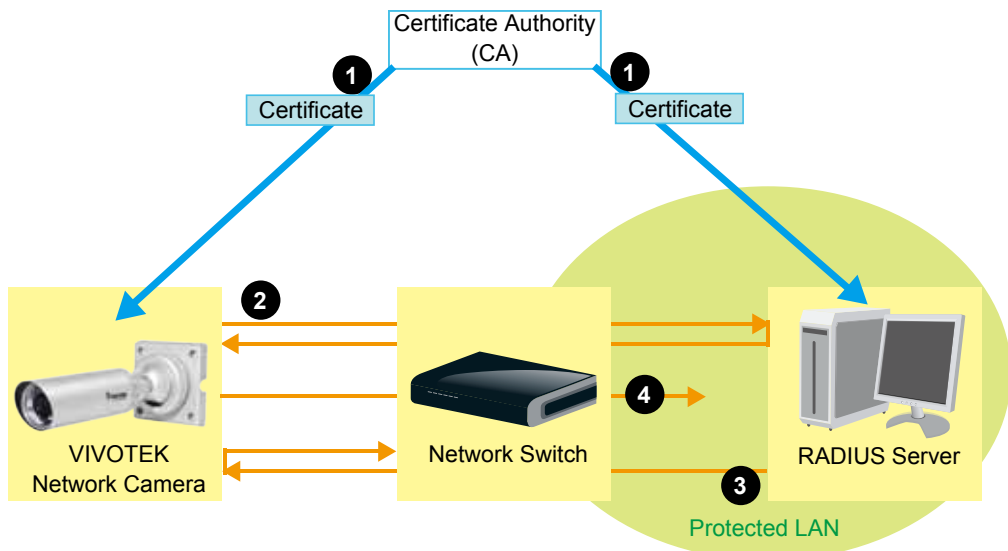 Certificate Authority
(CA)
1
1
Certificate
Certificate
2
4
VIVOTEK
Network Camera
Network Switch
RADIUS Server
3
Protected LAN